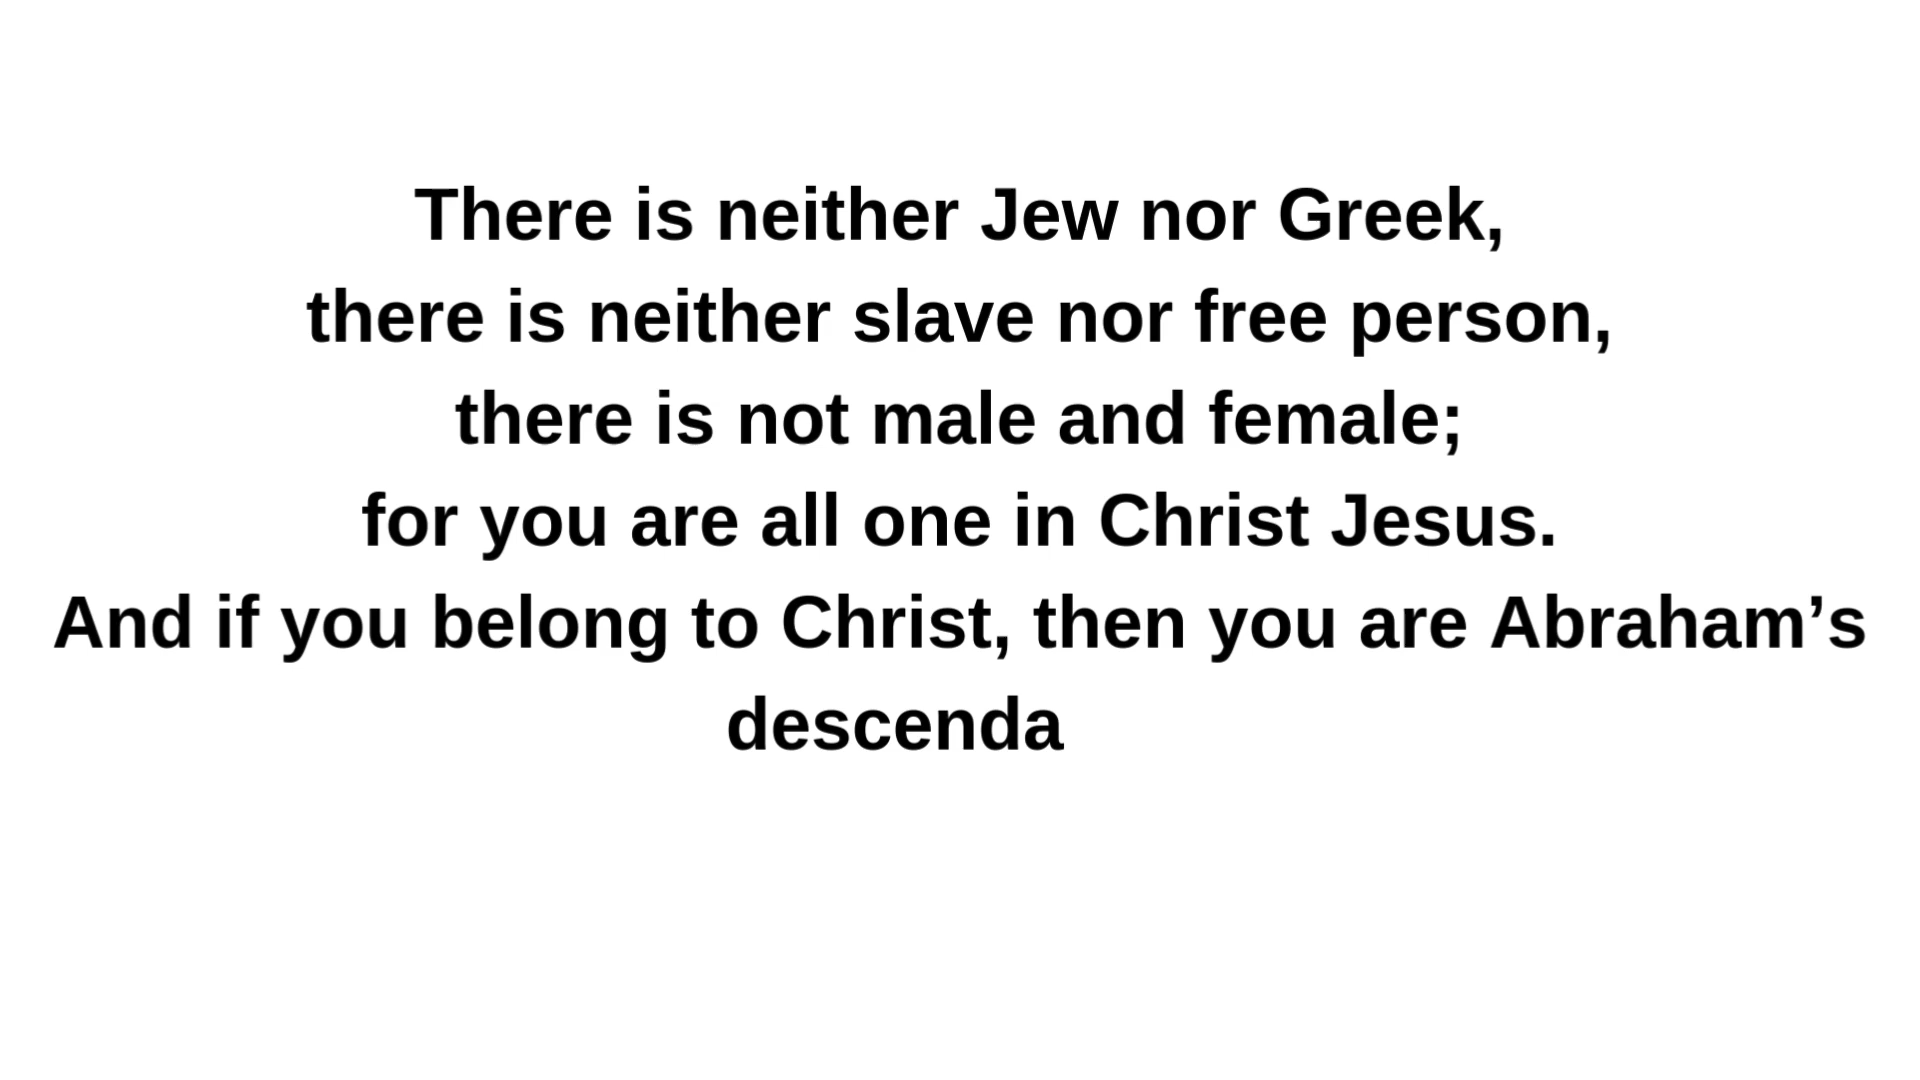 There is neither Jew nor Greek,
there is neither slave nor free person,
there is not male and female;
for you are all one in Christ Jesus.
And if you belong to Christ, then you are Abraham’s
descenda